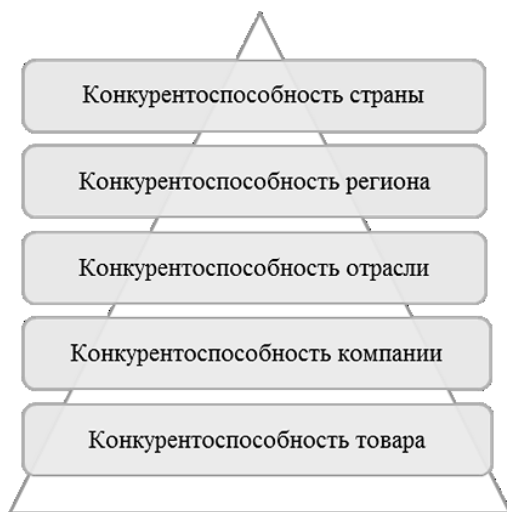 Конкурентоспособность страны
Конкурентоспособность региона
Конкурентоспособность отрасли
Конкурентоспособность компании
Конкурентоспособность товара